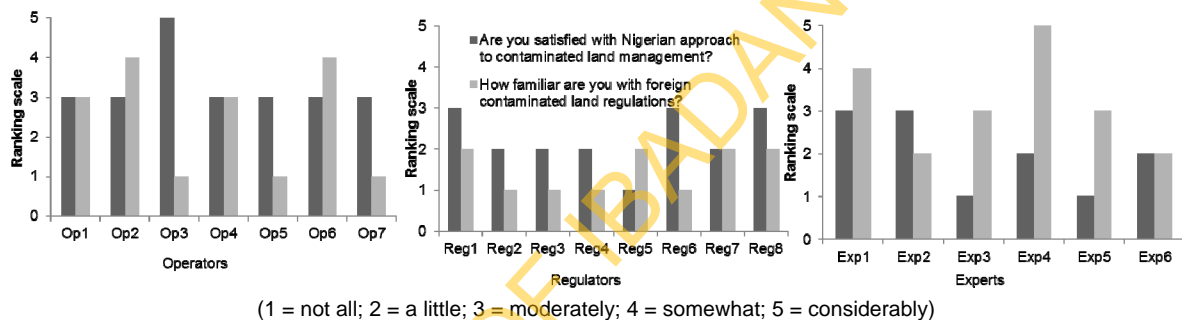 Ranking scale
5
4
3
2
1
0
Op1 Op2 Op3 Op4 Op5 Op6 Op7
Operators
Ranking scale
5
4
3
2
1
0
Are you satisfied with Nigerian approach
to contaminated land management?
How familiar are you with foreign
contaminated land regulations?
Reg1 Reg2 Reg3 Reg4 Reg5 Reg6 Reg7 Reg8
Regulators
Ranking scale
5
4
3
2
1
0
Exp1 Exp2 Exp3 Exp4 Exp5 Exp6
Experts
(1 = not all; 2 = a little; 3 = moderately; 4 = somewhat; 5 = considerably)
OF IBADAN